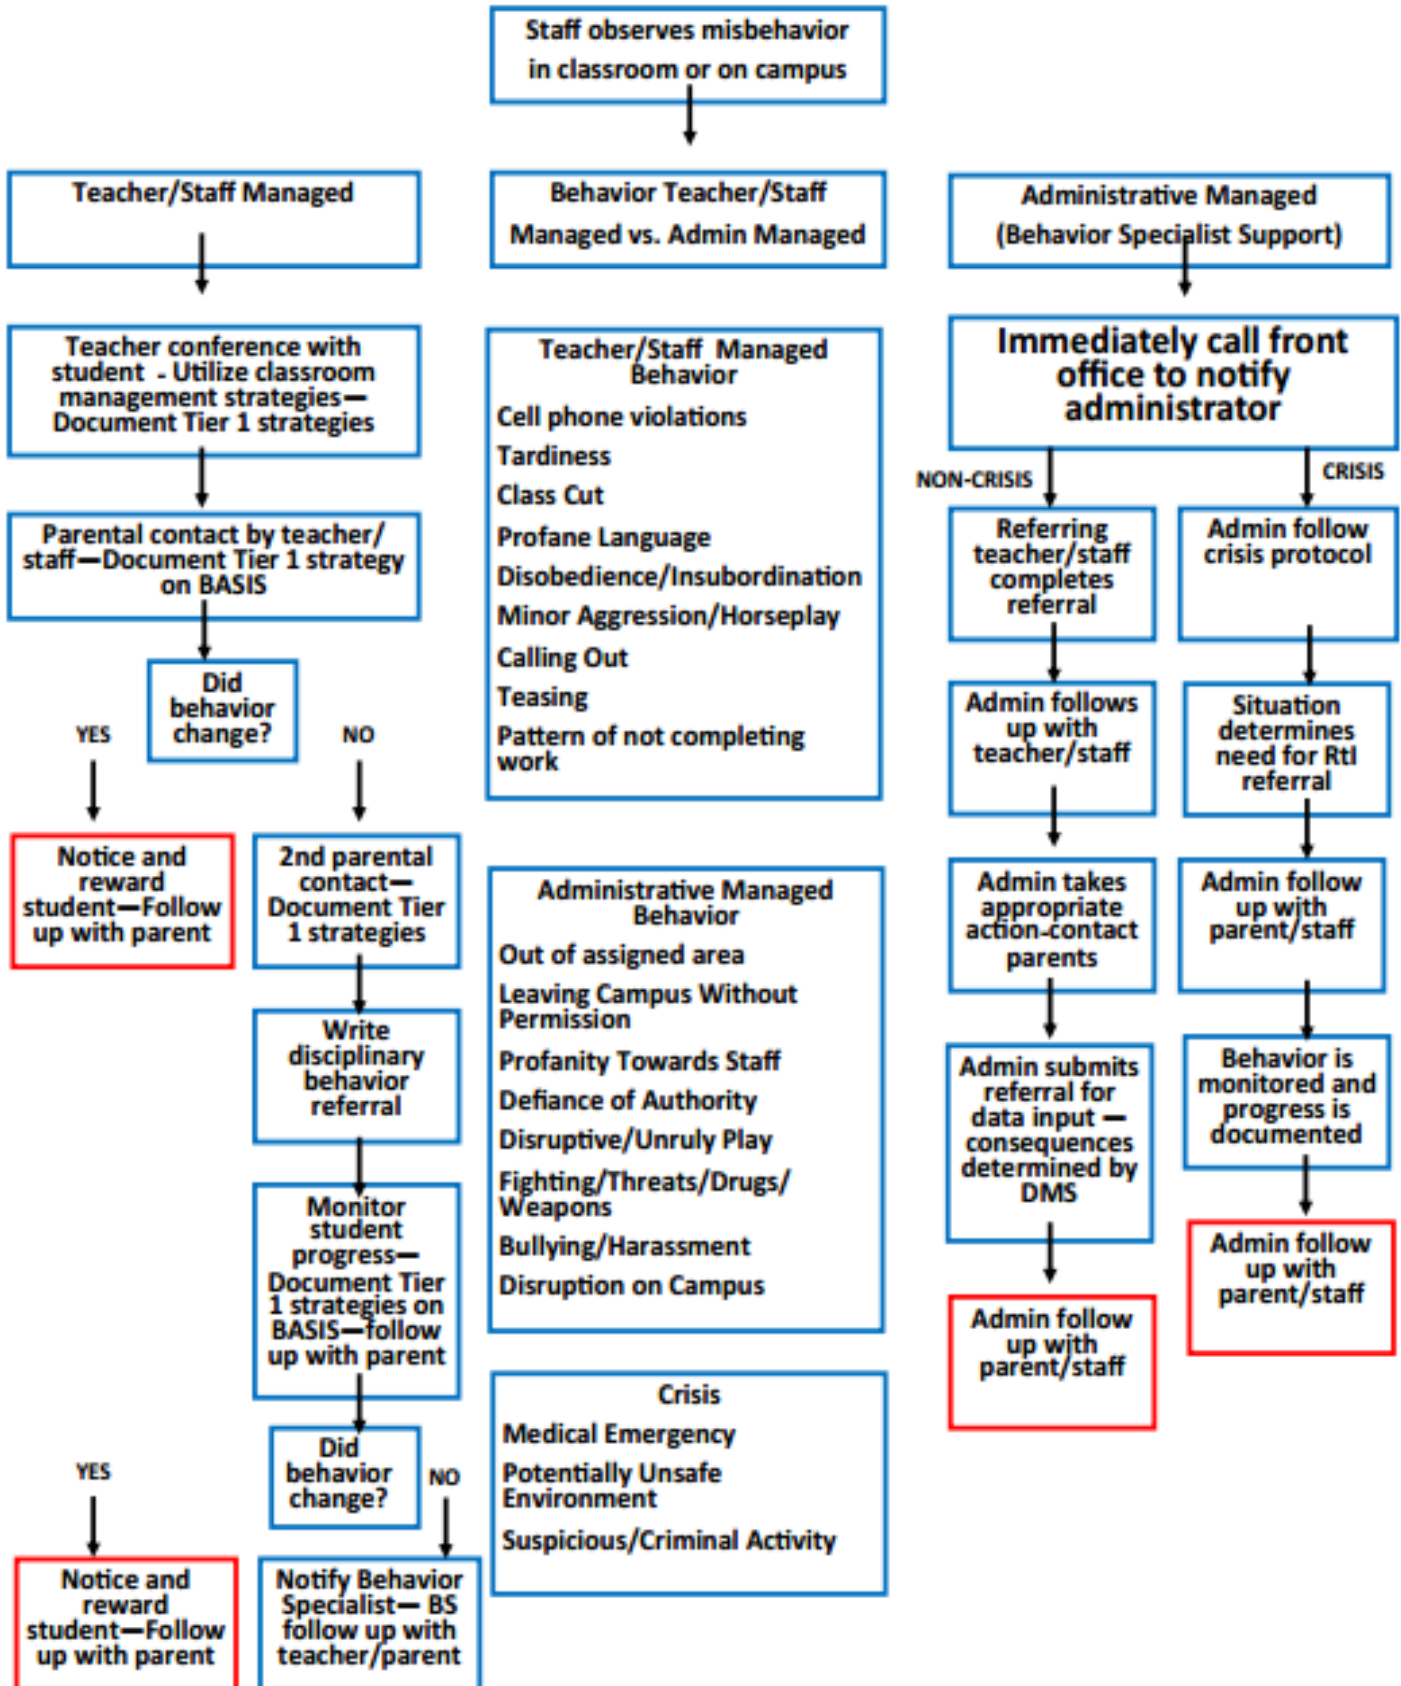 Staff observes misbehavior
in classroom or on campus
Teacher/Staff Managed
Behavior Teacher/Staff
Managed vs. Admin Managed
Administrative Managed
(Behavior Specialist Support)
Teacher conference with
student - Utilize classroom
management strategies—
Document Tier 1 strategies
Parental contact by teacher/
staff—Document Tier 1 strategy
on BASIS
Did
behavior
change?
YES
NO
Notice and
reward
student—Follow
up with parent
2nd parental
contact—
Document Tier
1 strategies
Write
disciplinary
behavior
referral
Monitor
student
progress—
Document Tier
1 strategies on
BASIS—follow
up with parent
Did
behavior
change?
YES
NO
Notice and
reward
student—Follow
up with parent
Notify Behavior
Specialist— BS
follow up with
teacher/parent
Teacher/Staff Managed
Behavior
Cell phone violations
Tardiness
Class Cut
Profane Language
Disobedience/Insubordination
Minor Aggression/Horseplay
Calling Out
Teasing
Pattern of not completing
work
Administrative Managed
Behavior
Out of assigned area
Leaving Campus Without
Permission
Profanity Towards Staff
Defiance of Authority
Disruptive/Unruly Play
Fighting/Threats/Drugs/
Weapons
Bullying/Harassment
Disruption on Campus
Crisis
Medical Emergency
Potentially Unsafe
Environment
Suspicious/Criminal Activity
Immediately call front
office to notify
administrator
NON-CRISIS
CRISIS
Referring
teacher/staff
completes
referral
Admin follows
up with
teacher/staff
Admin takes
appropriate
action-contact
parents
Admin submits
referral for
data input —
consequences
determined by
DMS
Admin follow
up with
parent/staff
Admin follow
crisis protocol
Situation
determines
need for RtI
referral
Admin follow
up with
parent/staff
Behavior is
monitored and
progress is
documented
Admin follow
up with
parent/staff